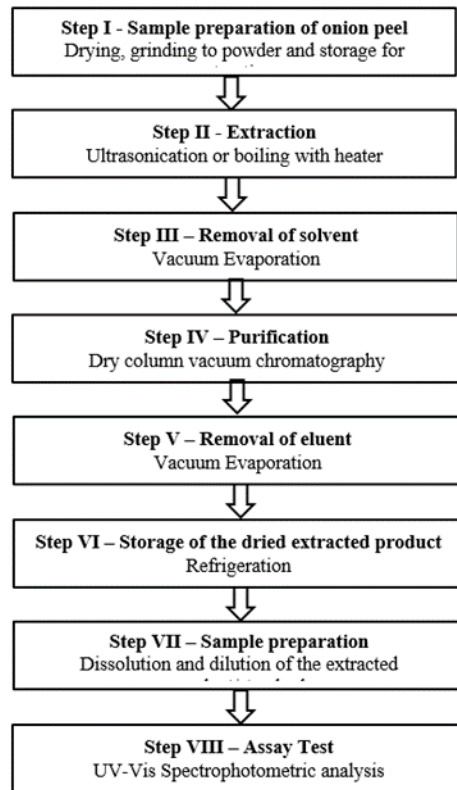 Step I - Sample preparation of onion peel
Drying, grinding to powder and storage for
Step II - Extraction
Ultrasonication or boiling with heater
Step III – Removal of solvent
Vacuum Evaporation
Step IV – Purification
Dry column vacuum chromatography
Step V – Removal of eluent
Vacuum Evaporation
Step VI – Storage of the dried extracted product
Refrigeration
Step VII – Sample preparation
Dissolution and dilution of the extracted
Step VIII – Assay Test
UV-Vis Spectrophotometric analysis